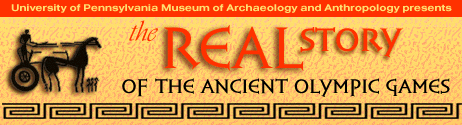 University of Pennsylvania Museum of Archaeology and Anthropology presents
the REAL STORY
OF THE ANCIENT OLYMPIC GAMES